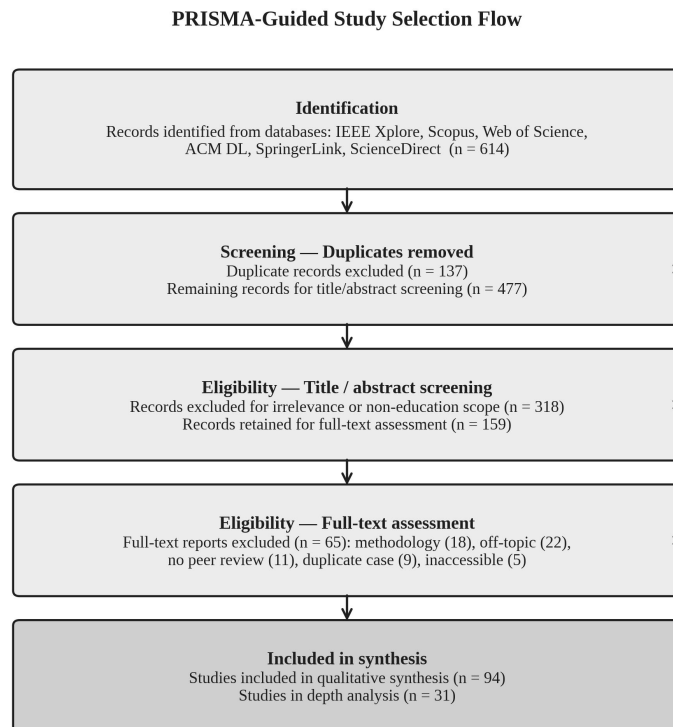 PRISMA-Guided Study Selection Flow
Identification
Records identified from databases: IEEE Xplore, Scopus, Web of Science,
ACM DL, SpringerLink, ScienceDirect (n = 614)
Screening — Duplicates removed
Duplicate records excluded (n = 137)
Remaining records for title/abstract screening (n = 477)
Eligibility — Title / abstract screening
Records excluded for irrelevance or non-education scope (n = 318)
Records retained for full-text assessment (n = 159)
Eligibility — Full-text assessment
Full-text reports excluded (n = 65): methodology (18), off-topic (22),
no peer review (11), duplicate case (9), inaccessible (5)
Included in synthesis
Studies included in qualitative synthesis (n = 94)
Studies in depth analysis (n = 31)